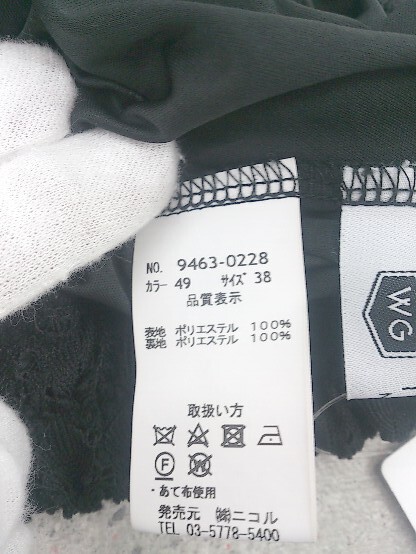 NO. 9463-0228
カラー 49 サイズ 38
品質表示
表地 ポリエステル 100%
裏地 ポリエステル 100%
取扱い方
F W
・あて布使用
発売元 ㈱ニコル
TEL 03-5778-5400
WG